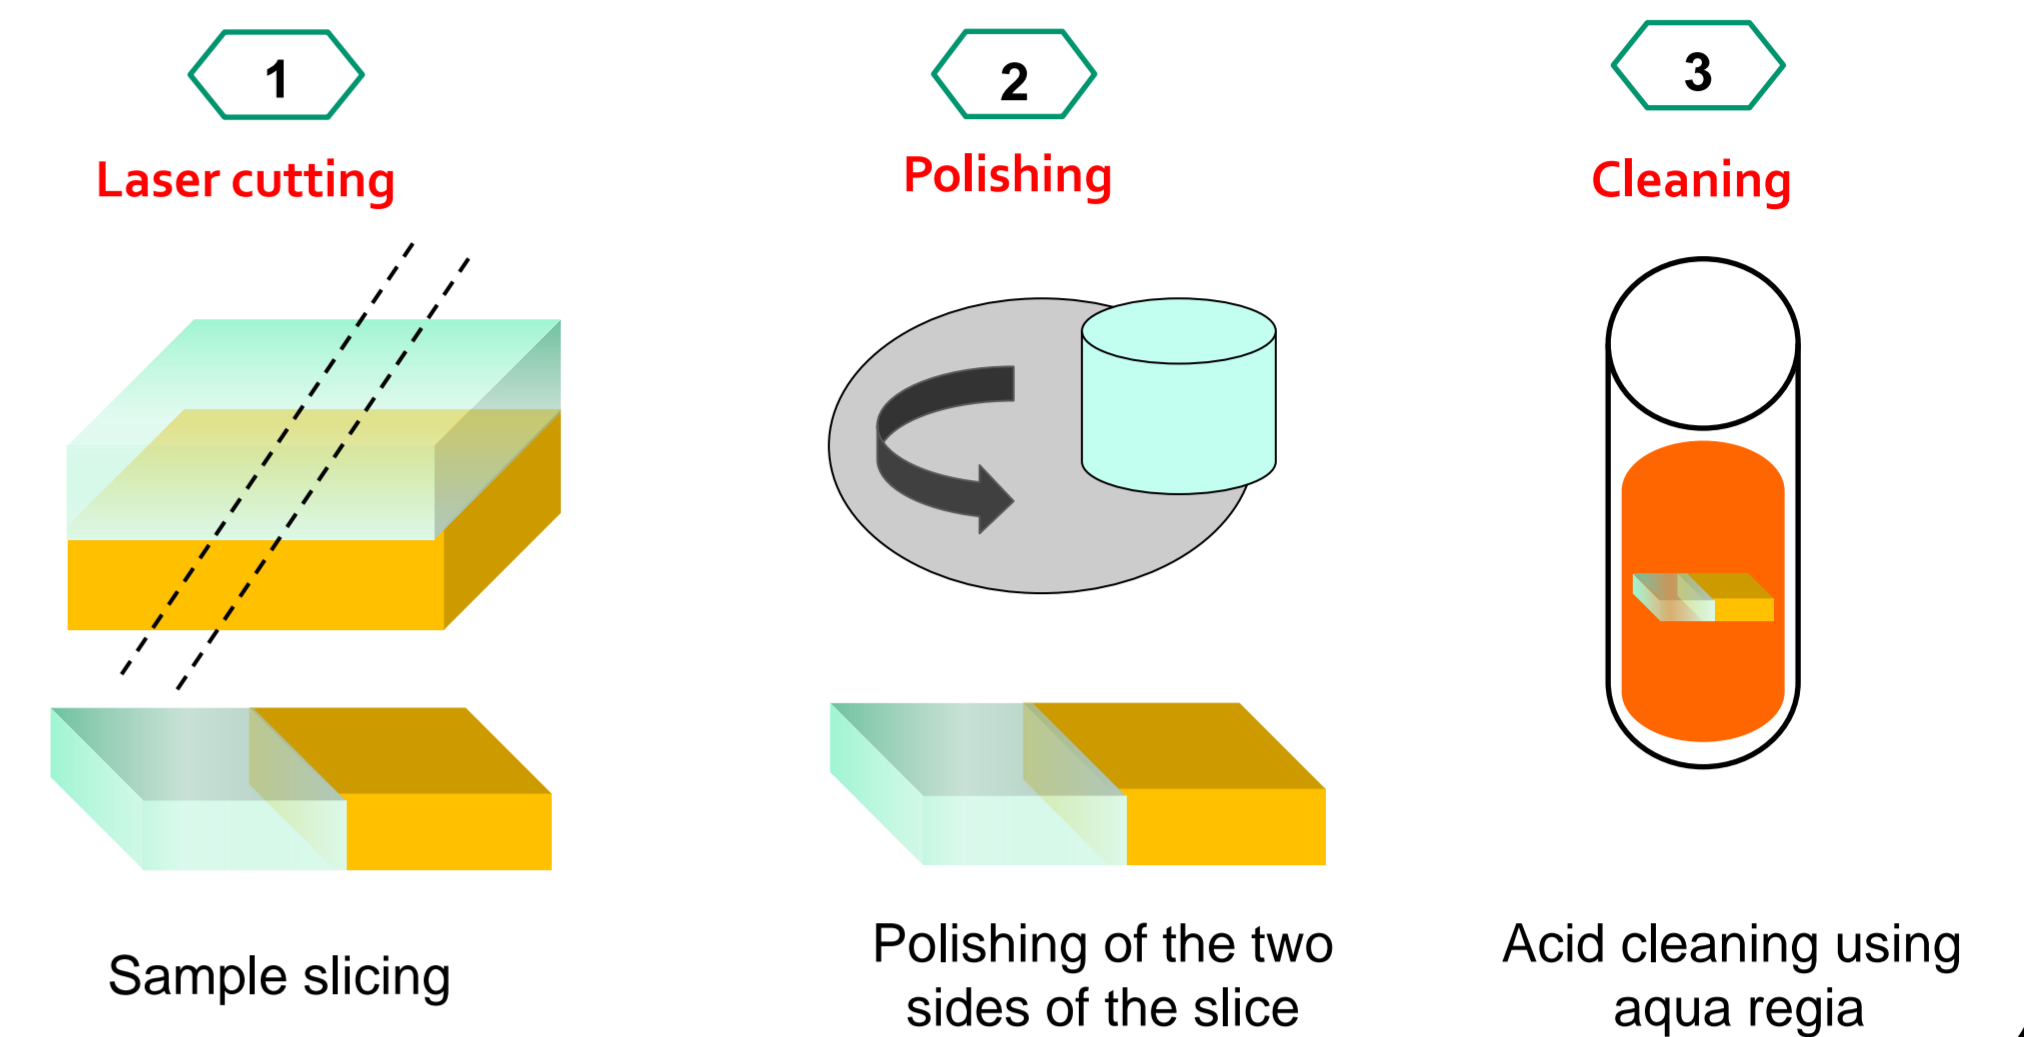 1
Laser cutting
Sample slicing
2
Polishing
Polishing of the two
sides of the slice
3
Cleaning
Acid cleaning using
aqua regia